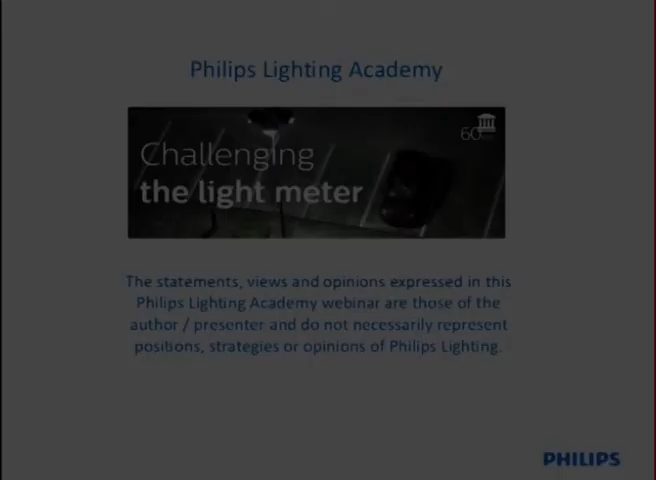 Philips Lighting Academy
60
Challenging
the light meter
The statements, views and opinions expressed in this
Philips Lighting Academy webinar are those of the
author / presenter and do not necessarily represent
positions, strategies or opinions of Philips Lighting.
PHILIPS